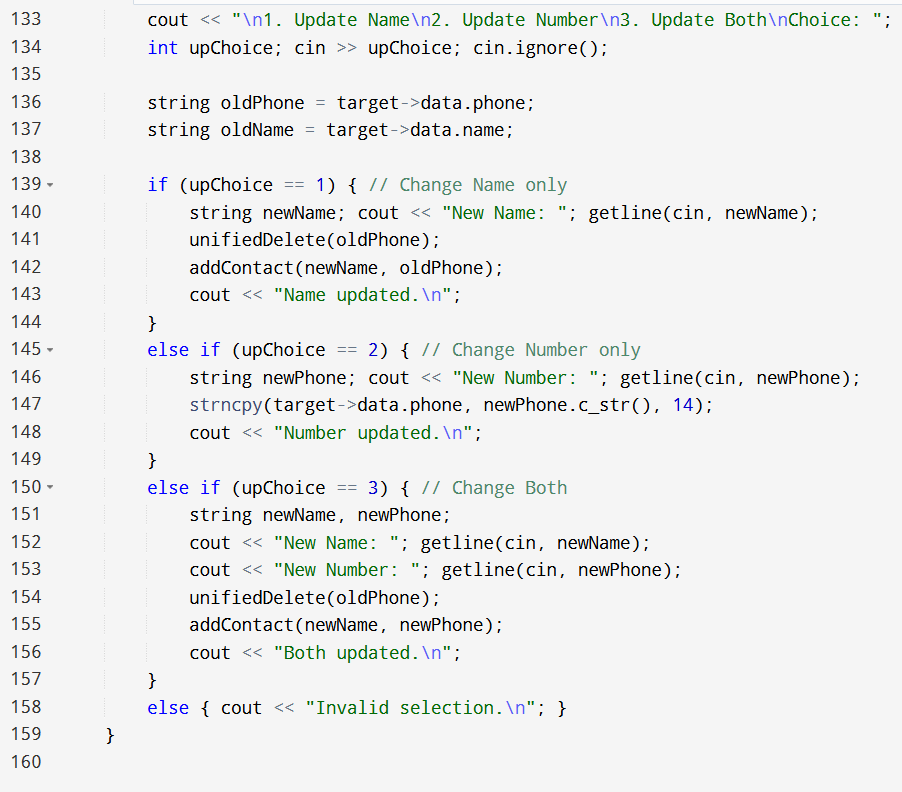 133 cout << "\n1. Update Name\n2. Update Number\n3. Update Both\nChoice: ";
134 int upChoice; cin >> upChoice; cin.ignore();
135
136 string oldPhone = target->data.phone;
137 string oldName = target->data.name;
138
139 if (upChoice == 1) { // Change Name only
140 string newName; cout << "New Name: "; getline(cin, newName);
141 unifiedDelete(oldPhone);
142 addContact(newName, oldPhone);
143 cout << "Name updated.\n";
144 }
145 else if (upChoice == 2) { // Change Number only
146 string newPhone; cout << "New Number: "; getline(cin, newPhone);
147 strncpy(target->data.phone, newPhone.c_str(), 14);
148 cout << "Number updated.\n";
149 }
150 else if (upChoice == 3) { // Change Both
151 string newName, newPhone;
152 cout << "New Name: "; getline(cin, newName);
153 cout << "New Number: "; getline(cin, newPhone);
154 unifiedDelete(oldPhone);
155 addContact(newName, newPhone);
156 cout << "Both updated.\n";
157 }
158 else { cout << "Invalid selection.\n"; }
159 }
160